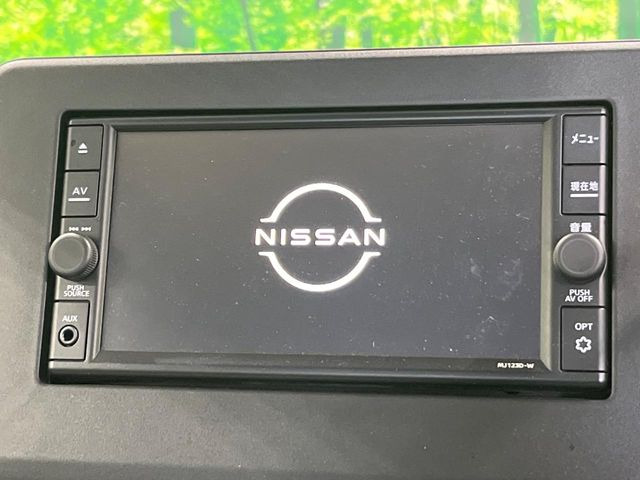 AV
PUSH
SOURCE
AUX
NISSAN
メニュー
現在地
音量
PUSH
AV OFF
OPT
MJ123D-W